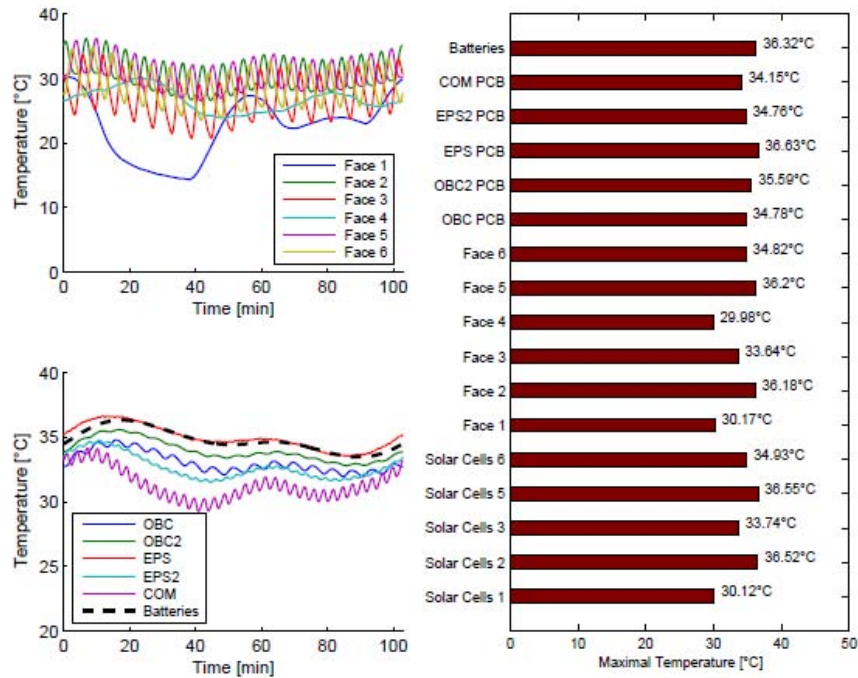 40
30
20
10
0
Temperature [°C]
Face 1
Face 2
Face 3
Face 4
Face 5
Face 6
0 20 40 60 80 100
Time [min]
40
35
30
25
20
Temperature [°C]
OBC
OBC2
EPS
EPS2
COM
Batteries
0 20 40 60 80 100
Time [min]
Batteries 36.32°C
COM PCB 34.15°C
EPS2 PCB 34.76°C
EPS PCB 36.63°C
OBC2 PCB 35.59°C
OBC PCB 34.78°C
Face 6 34.82°C
Face 5 36.2°C
Face 4 29.98°C
Face 3 33.64°C
Face 2 36.18°C
Face 1 30.17°C
Solar Cells 6 34.93°C
Solar Cells 5 36.55°C
Solar Cells 3 33.74°C
Solar Cells 2 36.52°C
Solar Cells 1 30.12°C
0 10 20 30 40 50
Maximal Temperature [°C]